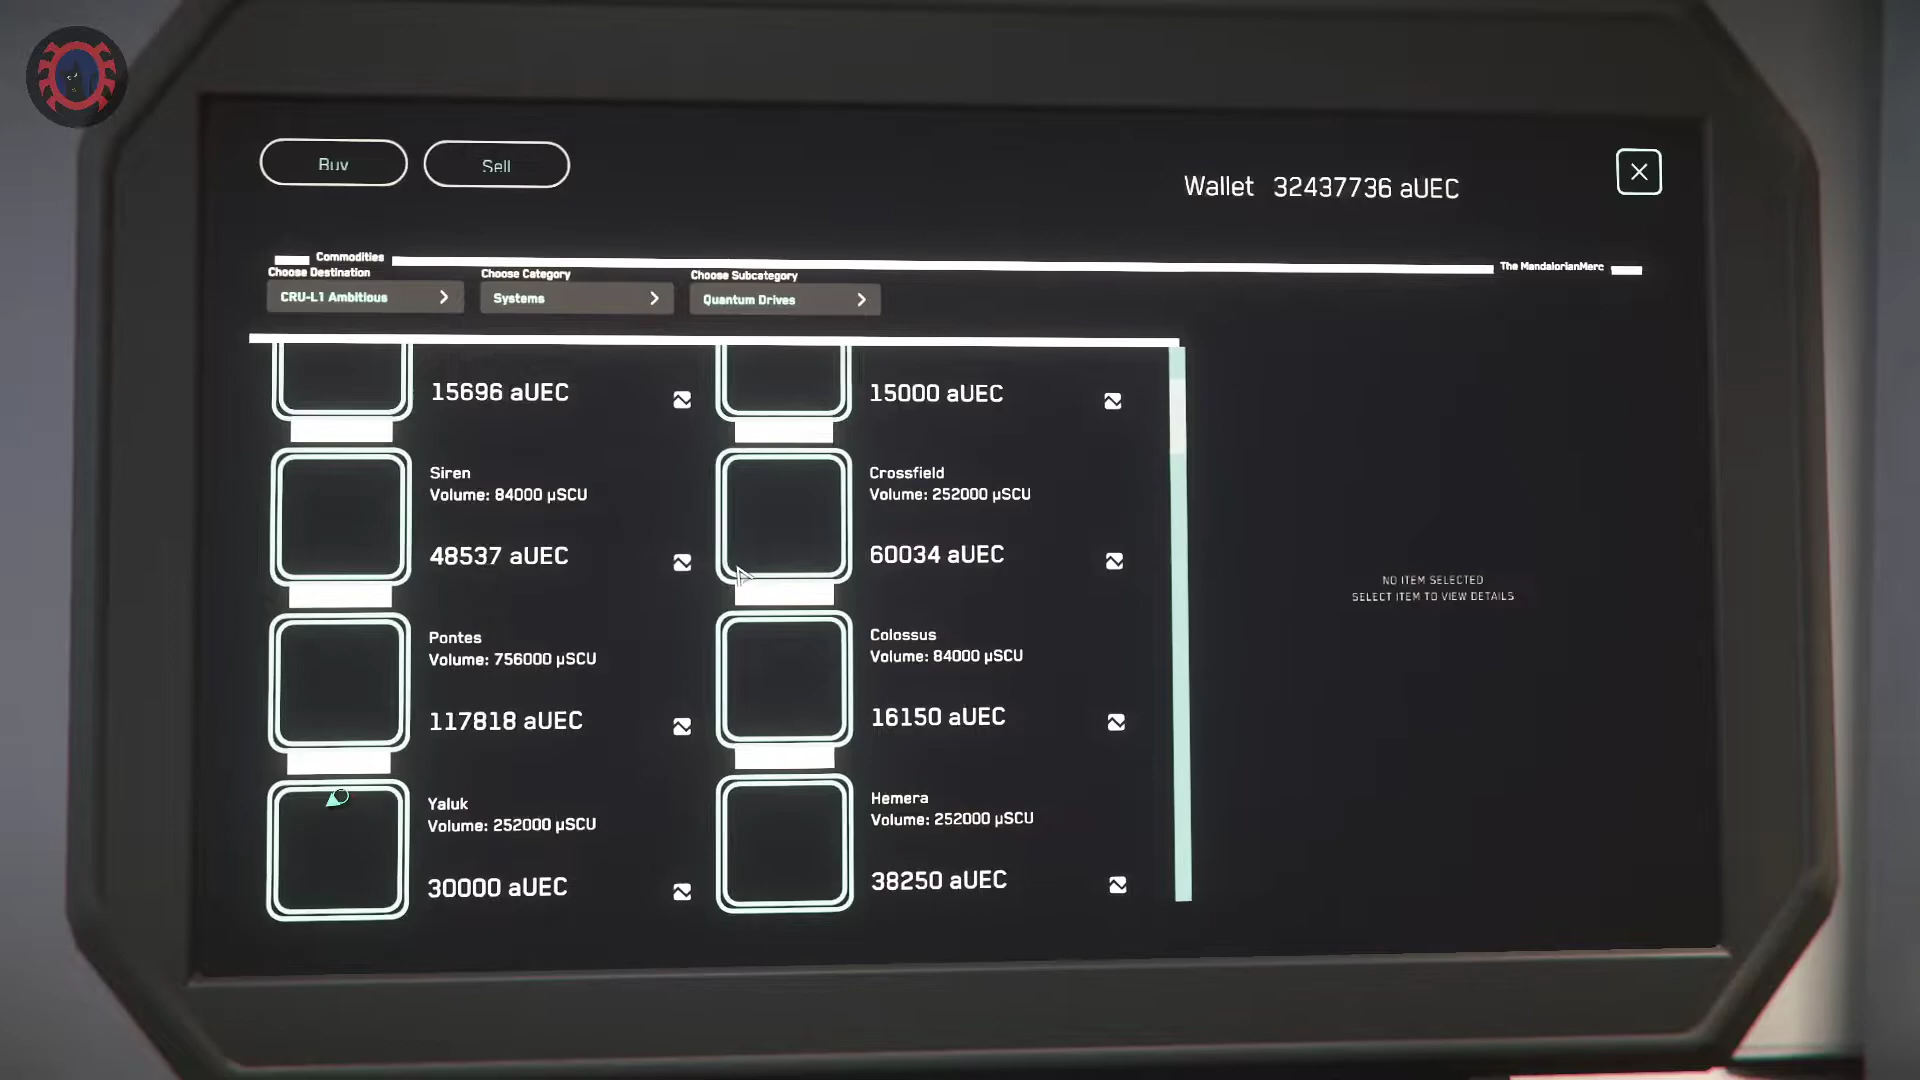 Buy
Sell
Wallet 32437736 aUEC
Commodities
The MandalorianMerc
Choose Destination
Choose Category
Choose Subcategory
CRU-L1 Ambitious
Systems
Quantum Drives
15696 aUEC
15000 aUEC
Siren
Volume: 84000 µSCU
48537 aUEC
Crossfield
Volume: 252000 µSCU
60034 aUEC
Pontes
Volume: 756000 µSCU
117818 aUEC
Colossus
Volume: 84000 µSCU
16150 aUEC
Yaluk
Volume: 252000 µSCU
30000 aUEC
Hemera
Volume: 252000 µSCU
38250 aUEC
NO ITEM SELECTED
SELECT ITEM TO VIEW DETAILS